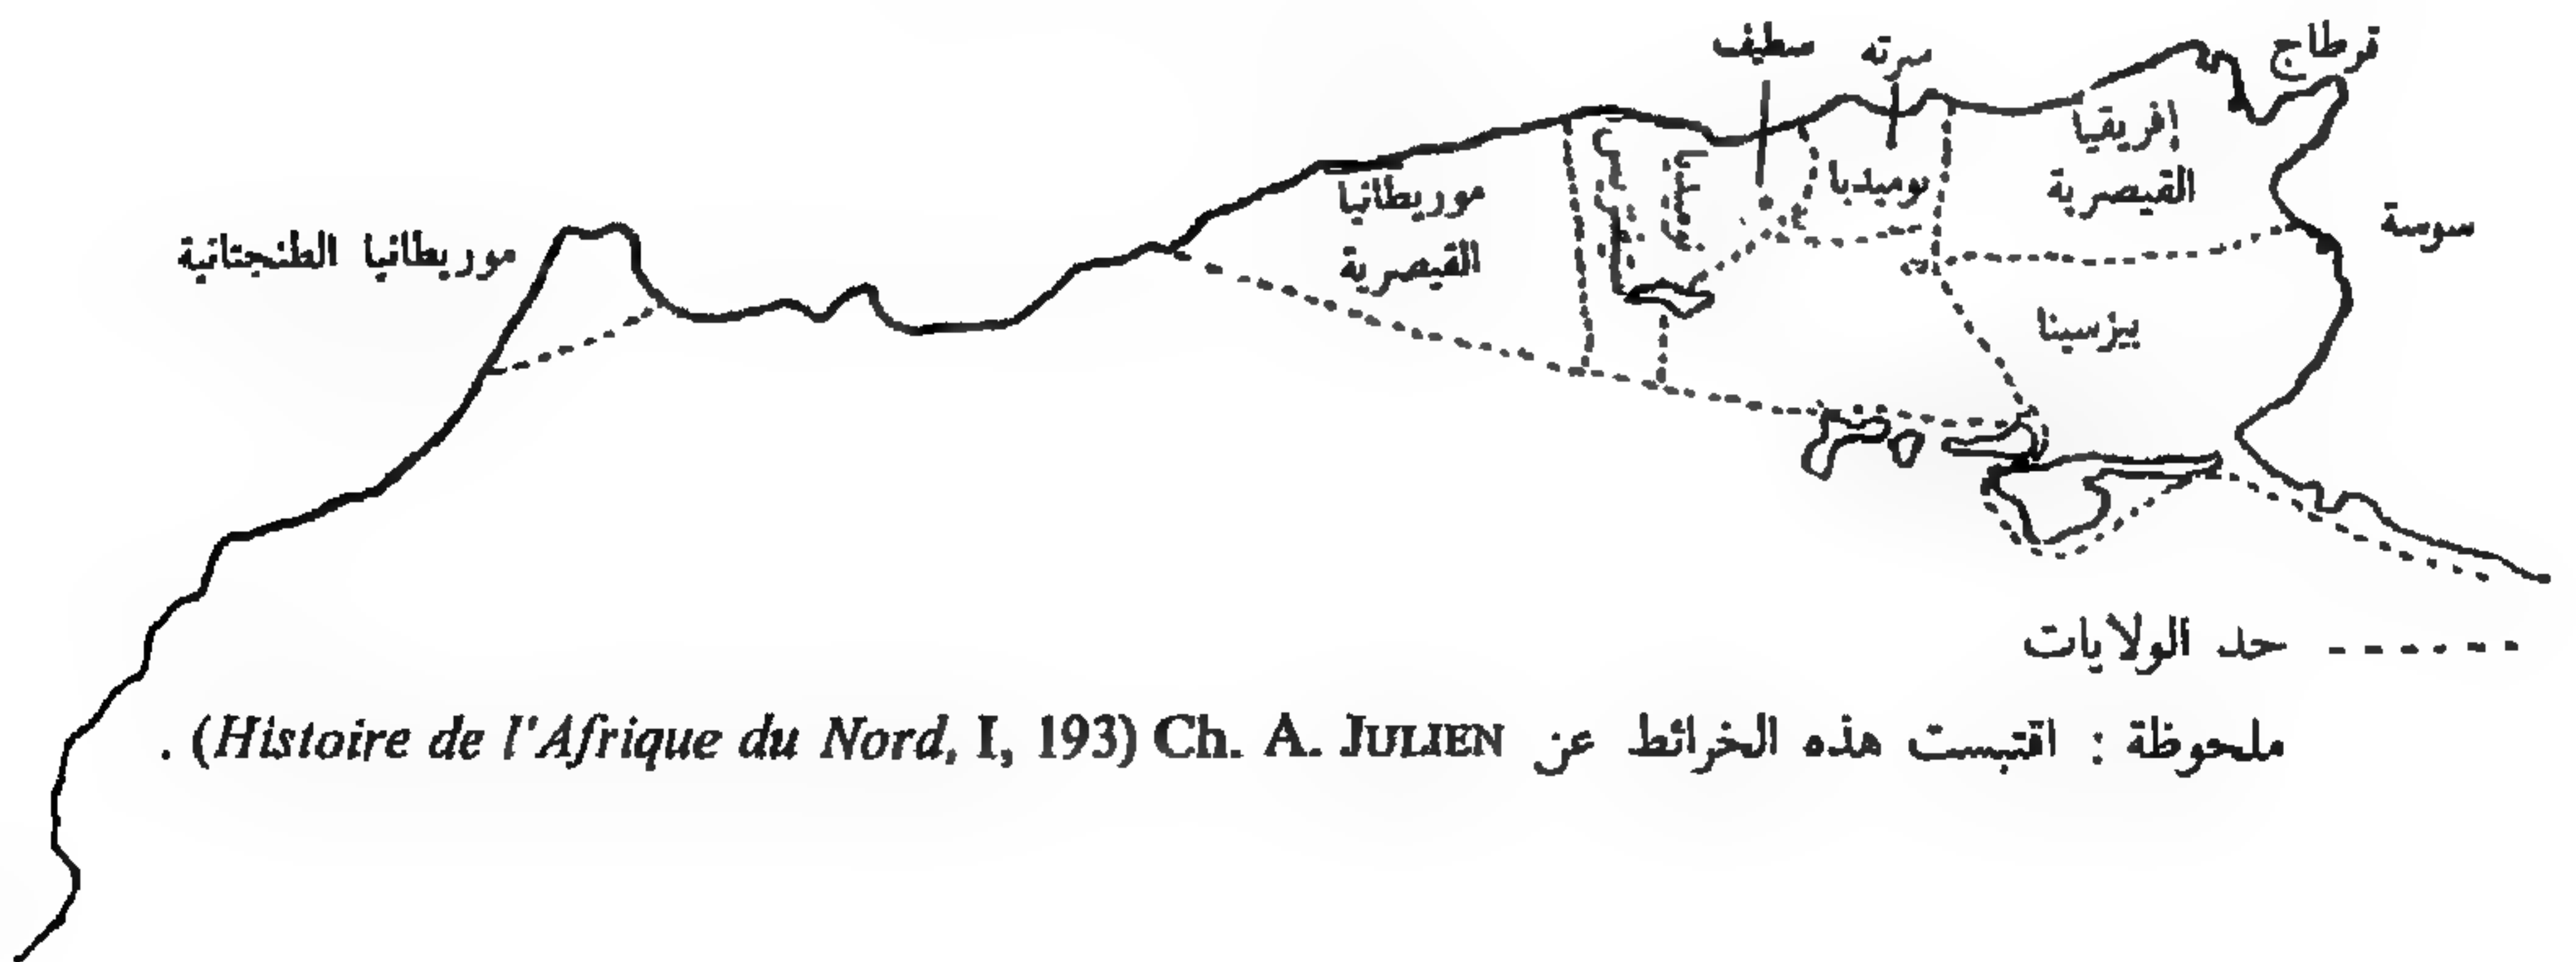 قرطاج
سرته
سطيف
إفريقيا
القيصرية
نوميديا
موريطانيا
القيصرية
سوسة
موريطانيا الطنجتانية
بيزسينا
حد الولايات
ملحوظة : اقتبست هذه الخرائط عن Ch. A. JULIEN (Histoire de l'Afrique du Nord, I, 193) .